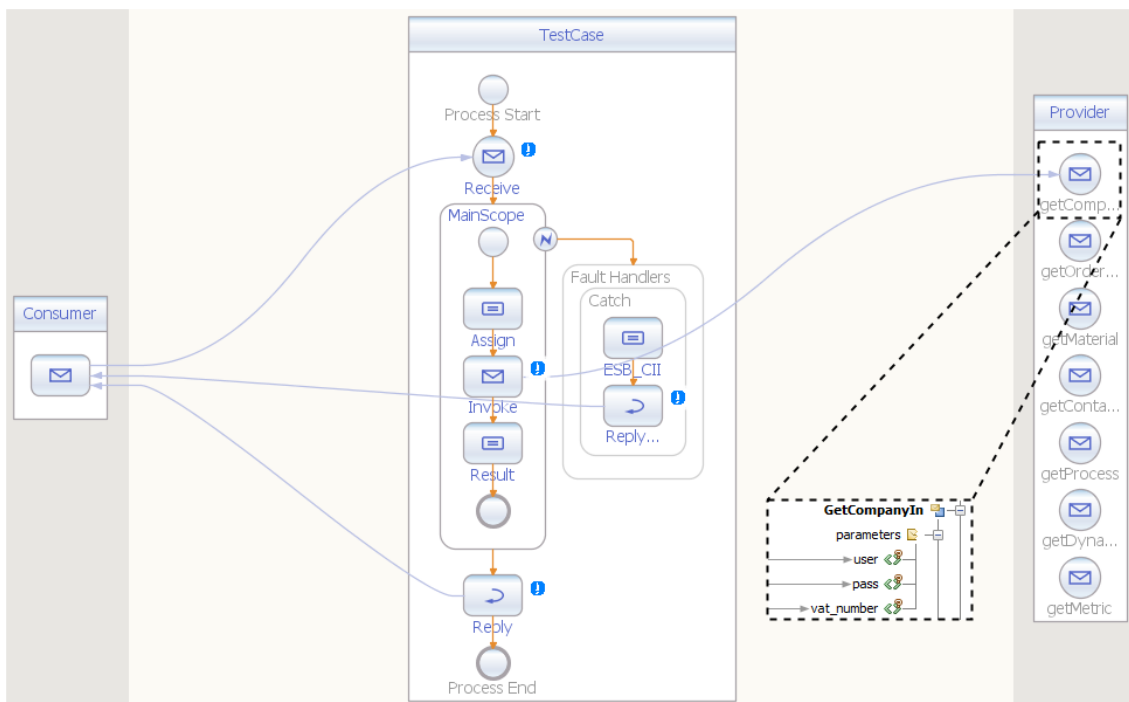 TestCase
Process Start
Receive
MainScope
Assign
Invoke
Result
Fault Handlers
Catch
ESB_CII
Reply...
Reply
Process End
Consumer
Provider
getComp...
getOrder...
getMaterial
getConta...
getProcess
getDyna...
getMetric
GetCompanyIn
parameters
user
pass
vat_number